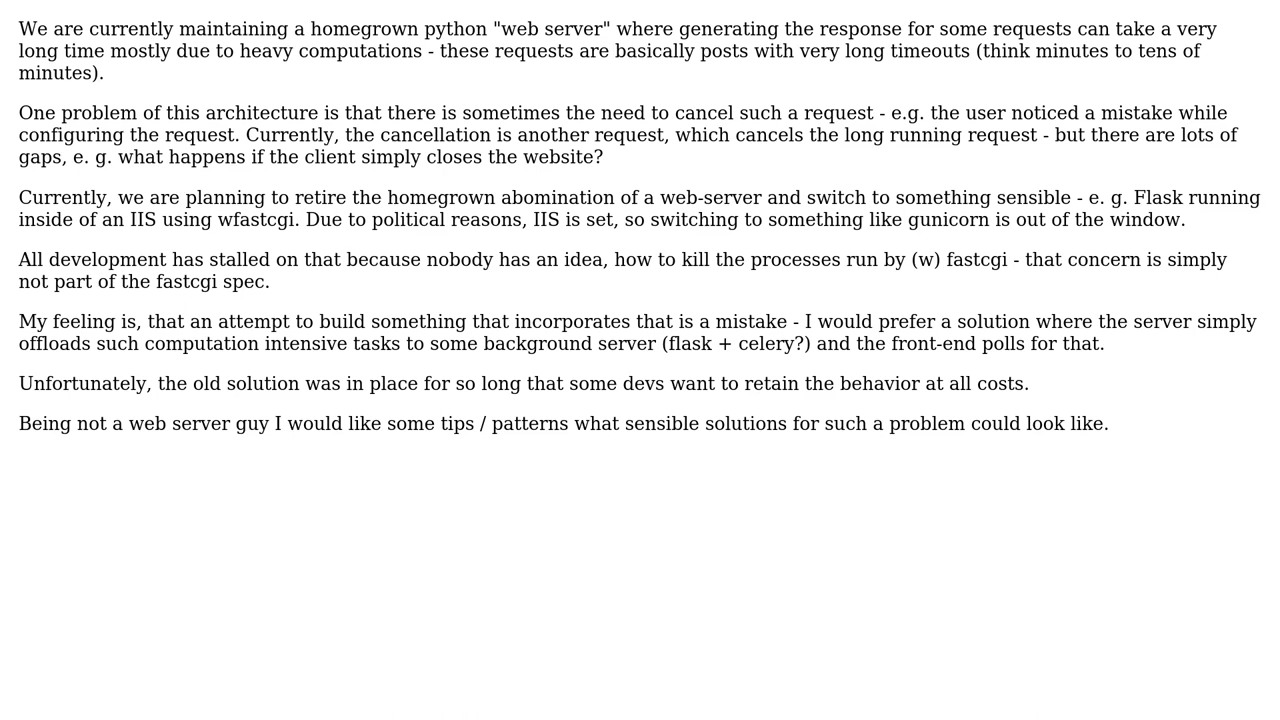 We are currently maintaining a homegrown python "web server" where generating the response for some requests can take a very
long time mostly due to heavy computations - these requests are basically posts with very long timeouts (think minutes to tens of
minutes).
One problem of this architecture is that there is sometimes the need to cancel such a request - e.g. the user noticed a mistake while
configuring the request. Currently, the cancellation is another request, which cancels the long running request - but there are lots of
gaps, e. g. what happens if the client simply closes the website?
Currently, we are planning to retire the homegrown abomination of a web-server and switch to something sensible - e. g. Flask running
inside of an IIS using wfastcgi. Due to political reasons, IIS is set, so switching to something like gunicorn is out of the window.
All development has stalled on that because nobody has an idea, how to kill the processes run by (w) fastcgi - that concern is simply
not part of the fastcgi spec.
My feeling is, that an attempt to build something that incorporates that is a mistake - I would prefer a solution where the server simply
offloads such computation intensive tasks to some background server (flask + celery?) and the front-end polls for that.
Unfortunately, the old solution was in place for so long that some devs want to retain the behavior at all costs.
Being not a web server guy I would like some tips / patterns what sensible solutions for such a problem could look like.